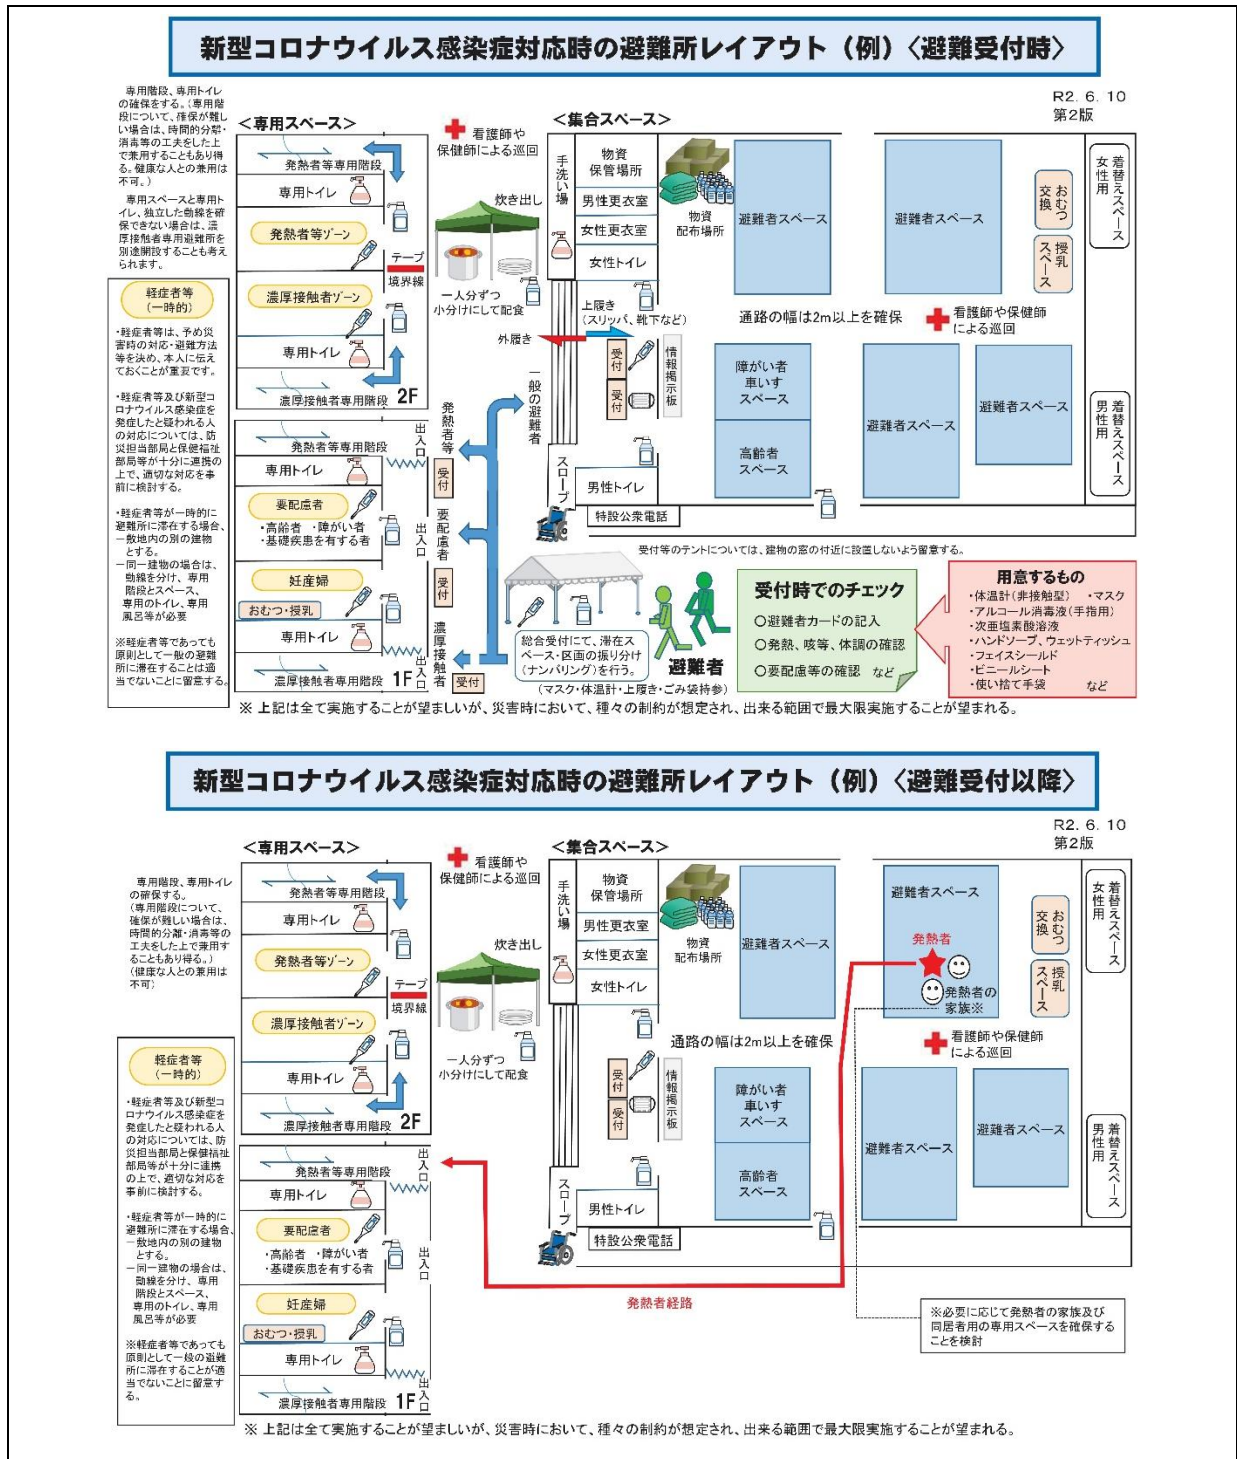 新型コロナウイルス感染症対応時の避難所レイアウト（例）〈避難受付時〉
R2. 6. 10
第2版
専用階段、専用トイレ
の確保をする。（専用階
段について、確保が難し
い場合は、時間的分離・
消毒等の工夫をした上
で兼用することもあり得
る。健康な人との兼用は
不可。）
専用スペースと専用ト
イレ、独立した動線を確
保できない場合は、濃
厚接触者専用避難所を
別途開設することも考え
られます。
軽症者等
（一時的）
・軽症者等は、予め災
害時の対応・避難方法
等を決め、本人に伝え
ておくことが重要です。
・軽症者等及び新型コ
ロナウイルス感染症を
発症したと疑われる人
の対応については、防
災担当部局と保健福祉
部局等が十分に連携の
上で、適切な対応を事
前に検討する。
・軽症者等が一時的に
避難所に滞在する場合、
－敷地内の別の建物
とする。
－同一建物の場合は、
動線を分け、専用
階段とスペース、
専用のトイレ、専用
風呂等が必要
※軽症者等であっても
原則として一般の避難
所に滞在することは適
当でないことに留意する。
＜専用スペース＞
発熱者等専用階段
専用トイレ
発熱者等ゾーン
テープ
境界線
濃厚接触者ゾーン
専用トイレ
濃厚接触者専用階段
2F
発熱者等専用階段
出入口
専用トイレ
要配慮者
・高齢者 ・障がい者
・基礎疾患を有する者
出入口
妊産婦
おむつ・授乳
専用トイレ
濃厚接触者専用階段
1F
出入口
看護師や
保健師による巡回
炊き出し
一人分ずつ
小分けにして配食
発熱者等
受付
要配慮者
受付
濃厚接触者
受付
一般の避難者
＜集合スペース＞
手洗い場
物資
保管場所
男性更衣室
女性更衣室
女性トイレ
物資
配布場所
上履き
（スリッパ、靴下など）
外履き
受付
受付
情報掲示板
スロープ
男性トイレ
特設公衆電話
避難者スペース
避難者スペース
おむつ
交換
授乳
スペース
着替えスペース
女性用
通路の幅は2m以上を確保
看護師や保健師
による巡回
障がい者
車いす
スペース
高齢者
スペース
避難者スペース
避難者スペース
着替えスペース
男性用
受付等のテントについては、建物の窓の付近に設置しないよう留意する。
総合受付にて、滞在ス
ペース・区画の振り分け
（ナンバリング）を行う。
避難者
（マスク・体温計・上履き・ごみ袋持参）
受付時でのチェック
○避難者カードの記入
○発熱、咳等、体調の確認
○要配慮等の確認 など
用意するもの
・体温計（非接触型） ・マスク
・アルコール消毒液（手指用）
・次亜塩素酸溶液
・ハンドソープ、ウェットティッシュ
・フェイスシールド
・ビニールシート
・使い捨て手袋 など
※ 上記は全て実施することが望ましいが、災害時において、種々の制約が想定され、出来る範囲で最大限実施することが望まれる。
新型コロナウイルス感染症対応時の避難所レイアウト（例）〈避難受付以降〉
R2. 6. 10
第2版
専用階段、専用トイレ
の確保する。
（専用階段について、
確保が難しい場合は、
時間的分離・消毒等の
工夫をした上で兼用す
ることもあり得る。）
（健康な人との兼用は
不可）
軽症者等
（一時的）
・軽症者等及び新型コ
ロナウイルス感染症を
発症したと疑われる人
の対応については、防
災担当部局と保健福祉
部局等が十分に連携
の上で、適切な対応を
事前に検討する。
・軽症者等が一時的に
避難所に滞在する場合、
－敷地内の別の建物
とする。
－同一建物の場合は、
動線を分け、専用
階段とスペース、
専用のトイレ、専用
風呂等が必要
※軽症者等であっても
原則として一般の避難
所に滞在することが適
当でないことに留意す
る。
＜専用スペース＞
発熱者等専用階段
専用トイレ
発熱者等ゾーン
テープ
境界線
濃厚接触者ゾーン
専用トイレ
濃厚接触者専用階段
2F
発熱者等専用階段
出入口
専用トイレ
要配慮者
・高齢者 ・障がい者
・基礎疾患を有する者
出入口
妊産婦
おむつ・授乳
専用トイレ
濃厚接触者専用階段
1F
出入口
看護師や
保健師による巡回
炊き出し
一人分ずつ
小分けにして配食
＜集合スペース＞
手洗い場
物資
保管場所
男性更衣室
女性更衣室
女性トイレ
物資
配布場所
受付
受付
情報掲示板
スロープ
男性トイレ
特設公衆電話
避難者スペース
避難者スペース
発熱者
発熱者の
家族※
おむつ
交換
授乳
スペース
着替えスペース
女性用
通路の幅は2m以上を確保
看護師や保健師
による巡回
障がい者
車いす
スペース
高齢者
スペース
避難者スペース
避難者スペース
着替えスペース
男性用
発熱者経路
※必要に応じて発熱者の家族及び
同居者用の専用スペースを確保する
ことを検討
※ 上記は全て実施することが望ましいが、災害時において、種々の制約が想定され、出来る範囲で最大限実施することが望まれる。